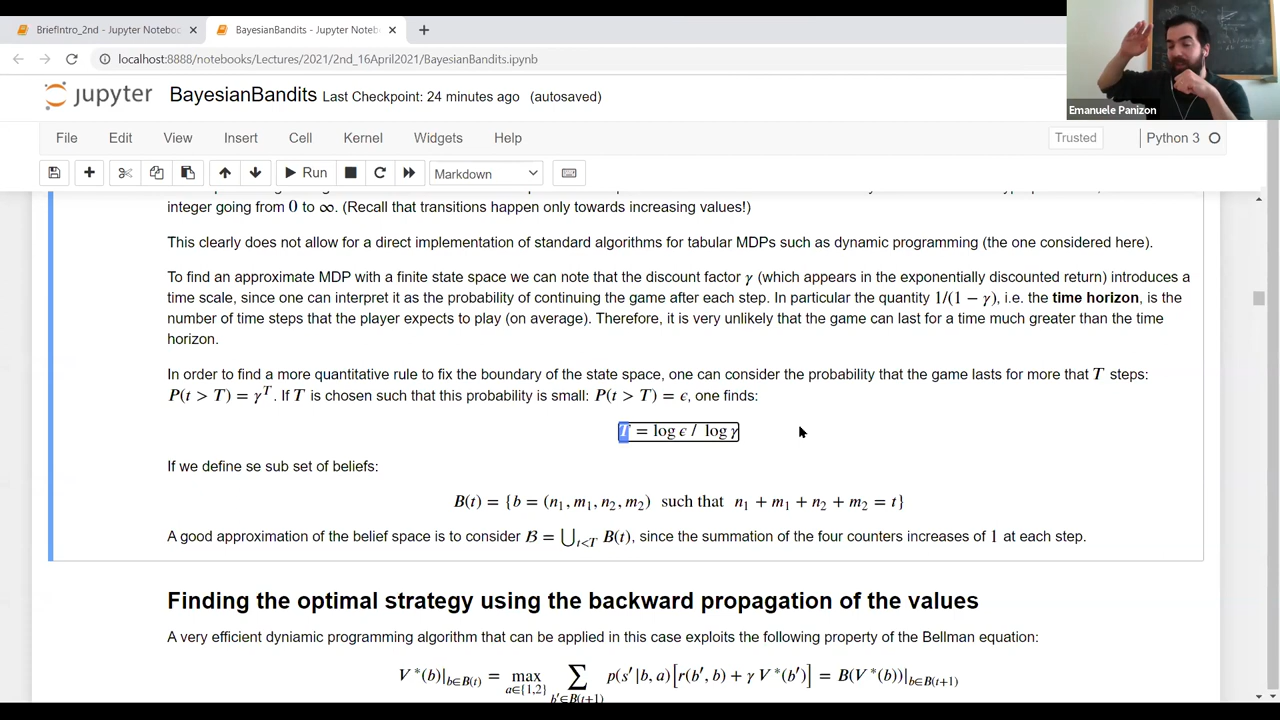 BriefIntro_2nd - Jupyter Notebo
BayesianBandits - Jupyter Noteb
localhost:8888/notebooks/Lectures/2021/2nd_16April2021/BayesianBandits.ipynb
Emanuele Panizon
jupyter BayesianBandits Last Checkpoint: 24 minutes ago (autosaved)
File Edit View Insert Cell Kernel Widgets Help Trusted Python 3
Run Markdown
integer going from 0 to ∞. (Recall that transitions happen only towards increasing values!)
This clearly does not allow for a direct implementation of standard algorithms for tabular MDPs such as dynamic programming (the one considered here).
To find an approximate MDP with a finite state space we can note that the discount factor γ (which appears in the exponentially discounted return) introduces a
time scale, since one can interpret it as the probability of continuing the game after each step. In particular the quantity 1/(1 − γ), i.e. the time horizon, is the
number of time steps that the player expects to play (on average). Therefore, it is very unlikely that the game can last for a time much greater than the time
horizon.
In order to find a more quantitative rule to fix the boundary of the state space, one can consider the probability that the game lasts for more that T steps:
P(t > T) = γ^T. If T is chosen such that this probability is small: P(t > T) = ϵ, one finds:
T = log ϵ / log γ
If we define se sub set of beliefs:
B(t) = {b = (n₁, m₁, n₂, m₂) such that n₁ + m₁ + n₂ + m₂ = t}
A good approximation of the belief space is to consider B = ⋃_{t<T} B(t), since the summation of the four counters increases of 1 at each step.
Finding the optimal strategy using the backward propagation of the values
A very efficient dynamic programming algorithm that can be applied in this case exploits the following property of the Bellman equation:
V*(b)|_{b∈B(t)} = max_{a∈{1,2}} ∑_{b′∈B(t+1)} p(s′|b, a)[r(b′, b) + γ V*(b′)] = B(V*(b))|_{b∈B(t+1)}